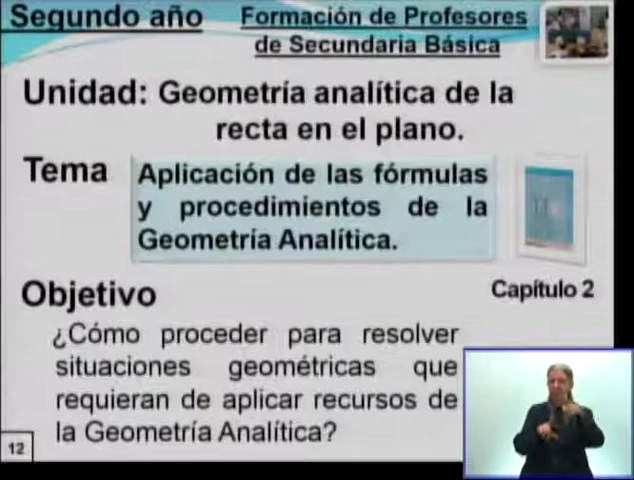 Segundo año
Formación de Profesores
de Secundaria Básica
Unidad: Geometría analítica de la
recta en el plano.
Tema
Aplicación de las fórmulas
y procedimientos de la
Geometría Analítica.
Objetivo
Capítulo 2
¿Cómo proceder para resolver
situaciones geométricas que
requieran de aplicar recursos de
la Geometría Analítica?
12